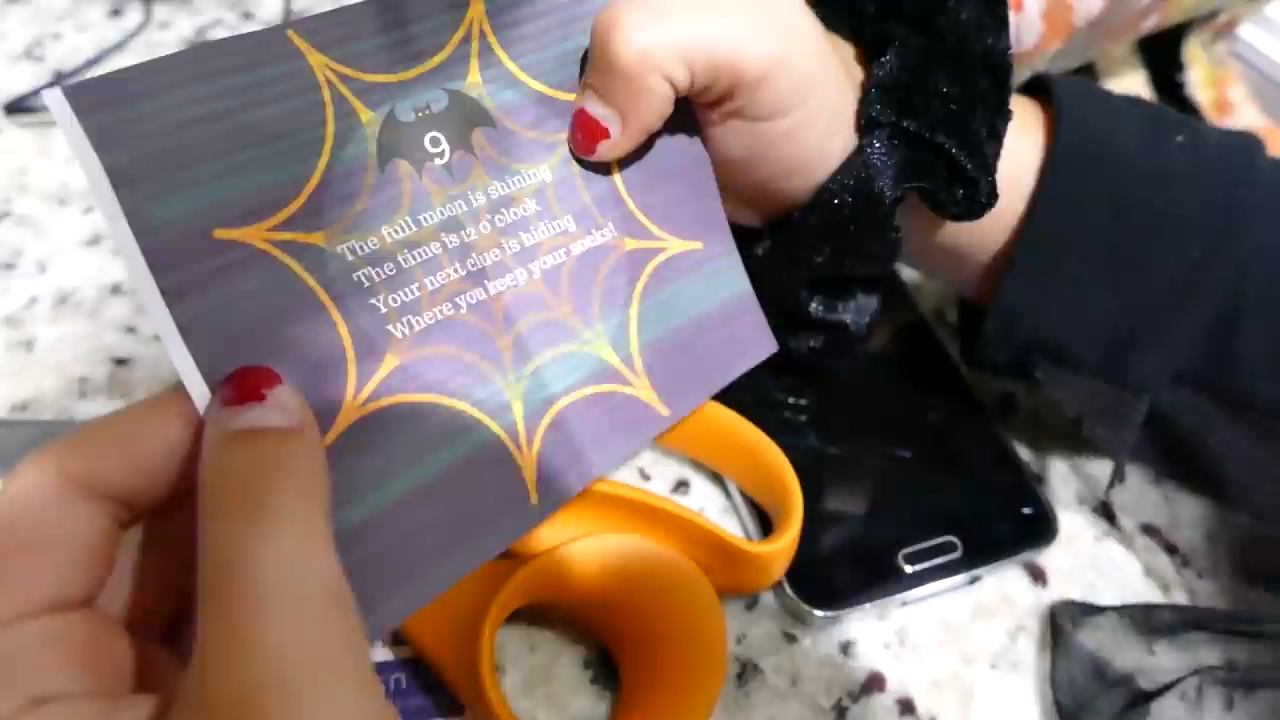 9
The full moon is shining
The time is 12 o'clock
Your next clue is hiding
Where you keep your socks!